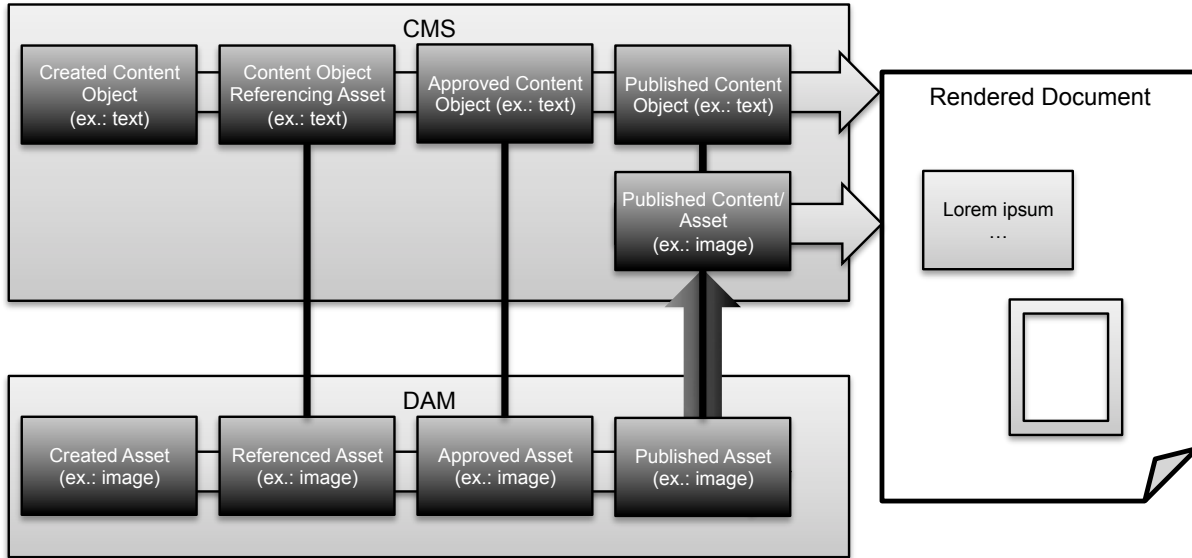 CMS
Created Content
Object
(ex.: text)
Content Object
Referencing Asset
(ex.: text)
Approved Content
Object (ex.: text)
Published Content
Object (ex.: text)
Published Content/
Asset
(ex.: image)
Rendered Document
Lorem ipsum
…
DAM
Created Asset
(ex.: image)
Referenced Asset
(ex.: image)
Approved Asset
(ex.: image)
Published Asset
(ex.: image)